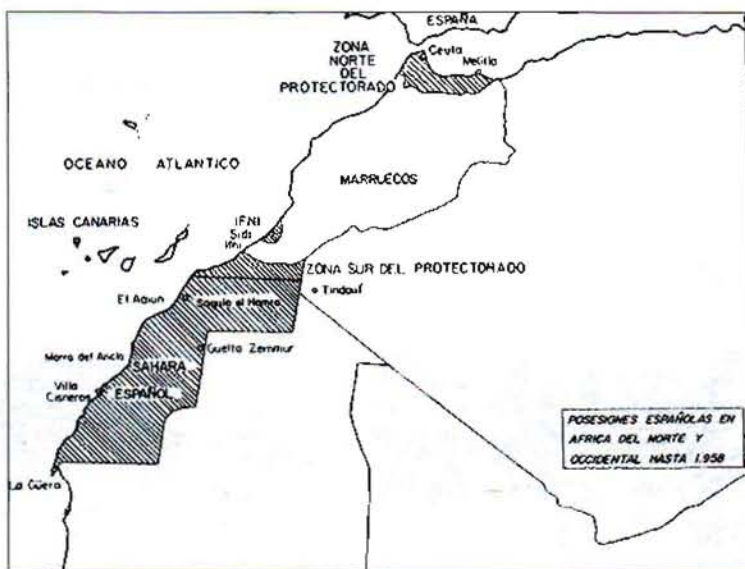 ESPAÑA
ZONA
NORTE
DEL
PROTECTORADO
Ceuta
Melilla
OCEANO ATLANTICO
MARRUECOS
ISLAS CANARIAS
IFNI
Sidi
Ifni
ZONA SUR DEL PROTECTORADO
Tindouf
El Aaiun
Saguia el Hamra
Guelta Zemmur
Morro del Ancla
SAHARA
ESPAÑOL
Villa
Cisneros
La Güera
POSESIONES ESPAÑOLAS EN
AFRICA DEL NORTE Y
OCCIDENTAL HASTA 1.958